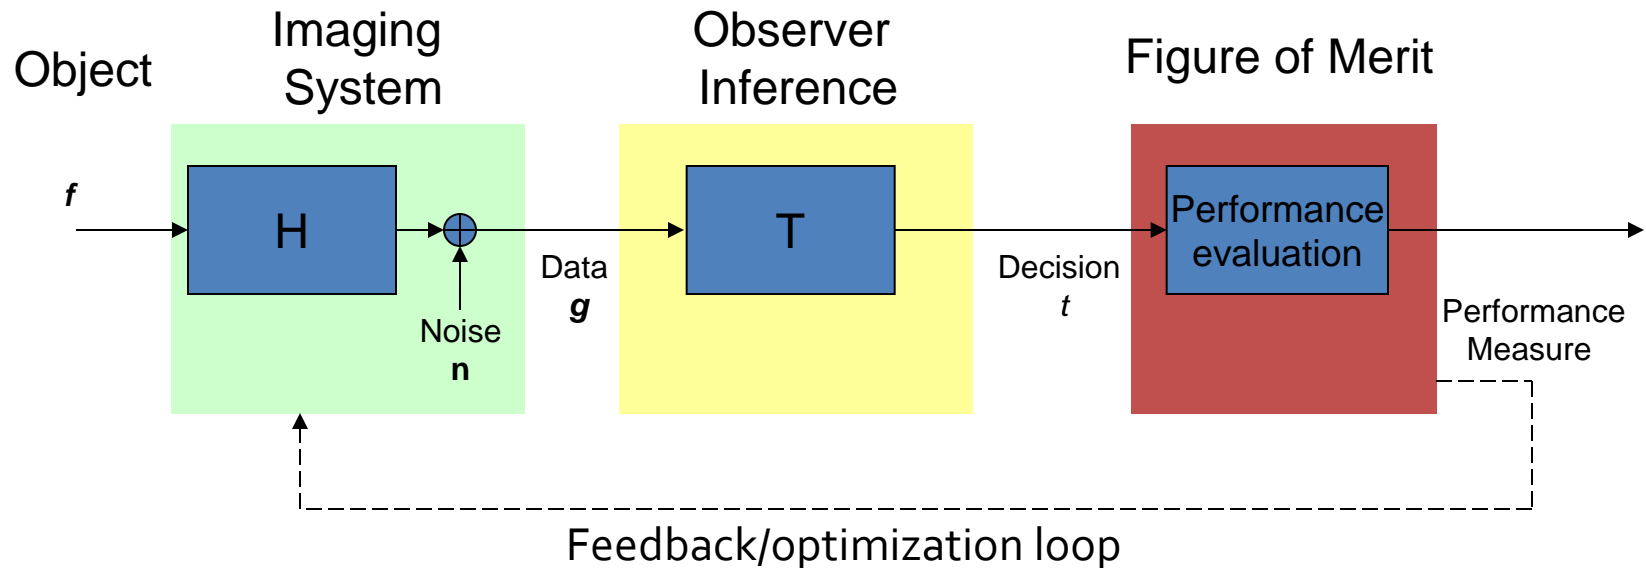 Object
Imaging
System
Observer
Inference
Figure of Merit
f
H
Noise
n
Data
g
T
Decision
t
Performance
evaluation
Performance
Measure
Feedback/optimization loop